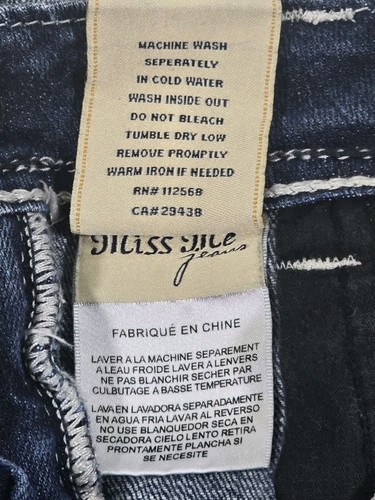 MACHINE WASH
SEPERATELY
IN COLD WATER
WASH INSIDE OUT
DO NOT BLEACH
TUMBLE DRY LOW
REMOVE PROMPTLY
WARM IRON IF NEEDED
RN# 112568
CA# 29438
Miss Me
jeans
FABRIQUÉ EN CHINE
LAVER A LA MACHINE SEPAREMENT
A LEAU FROIDE LAVER A LENVERS
NE PAS BLANCHIR SECHER PAR
CULBUTAGE A BASSE TEMPERATURE
LAVA EN LAVADORA SEPARADAMENTE
EN AGUA FRIA LAVAR AL REVERSO
NO USE BLANQUEDOR SECA EN
SECADORA CIELO LENTO RETIRA
PRONTAMENTE PLANCHA SI
SE NECESITE